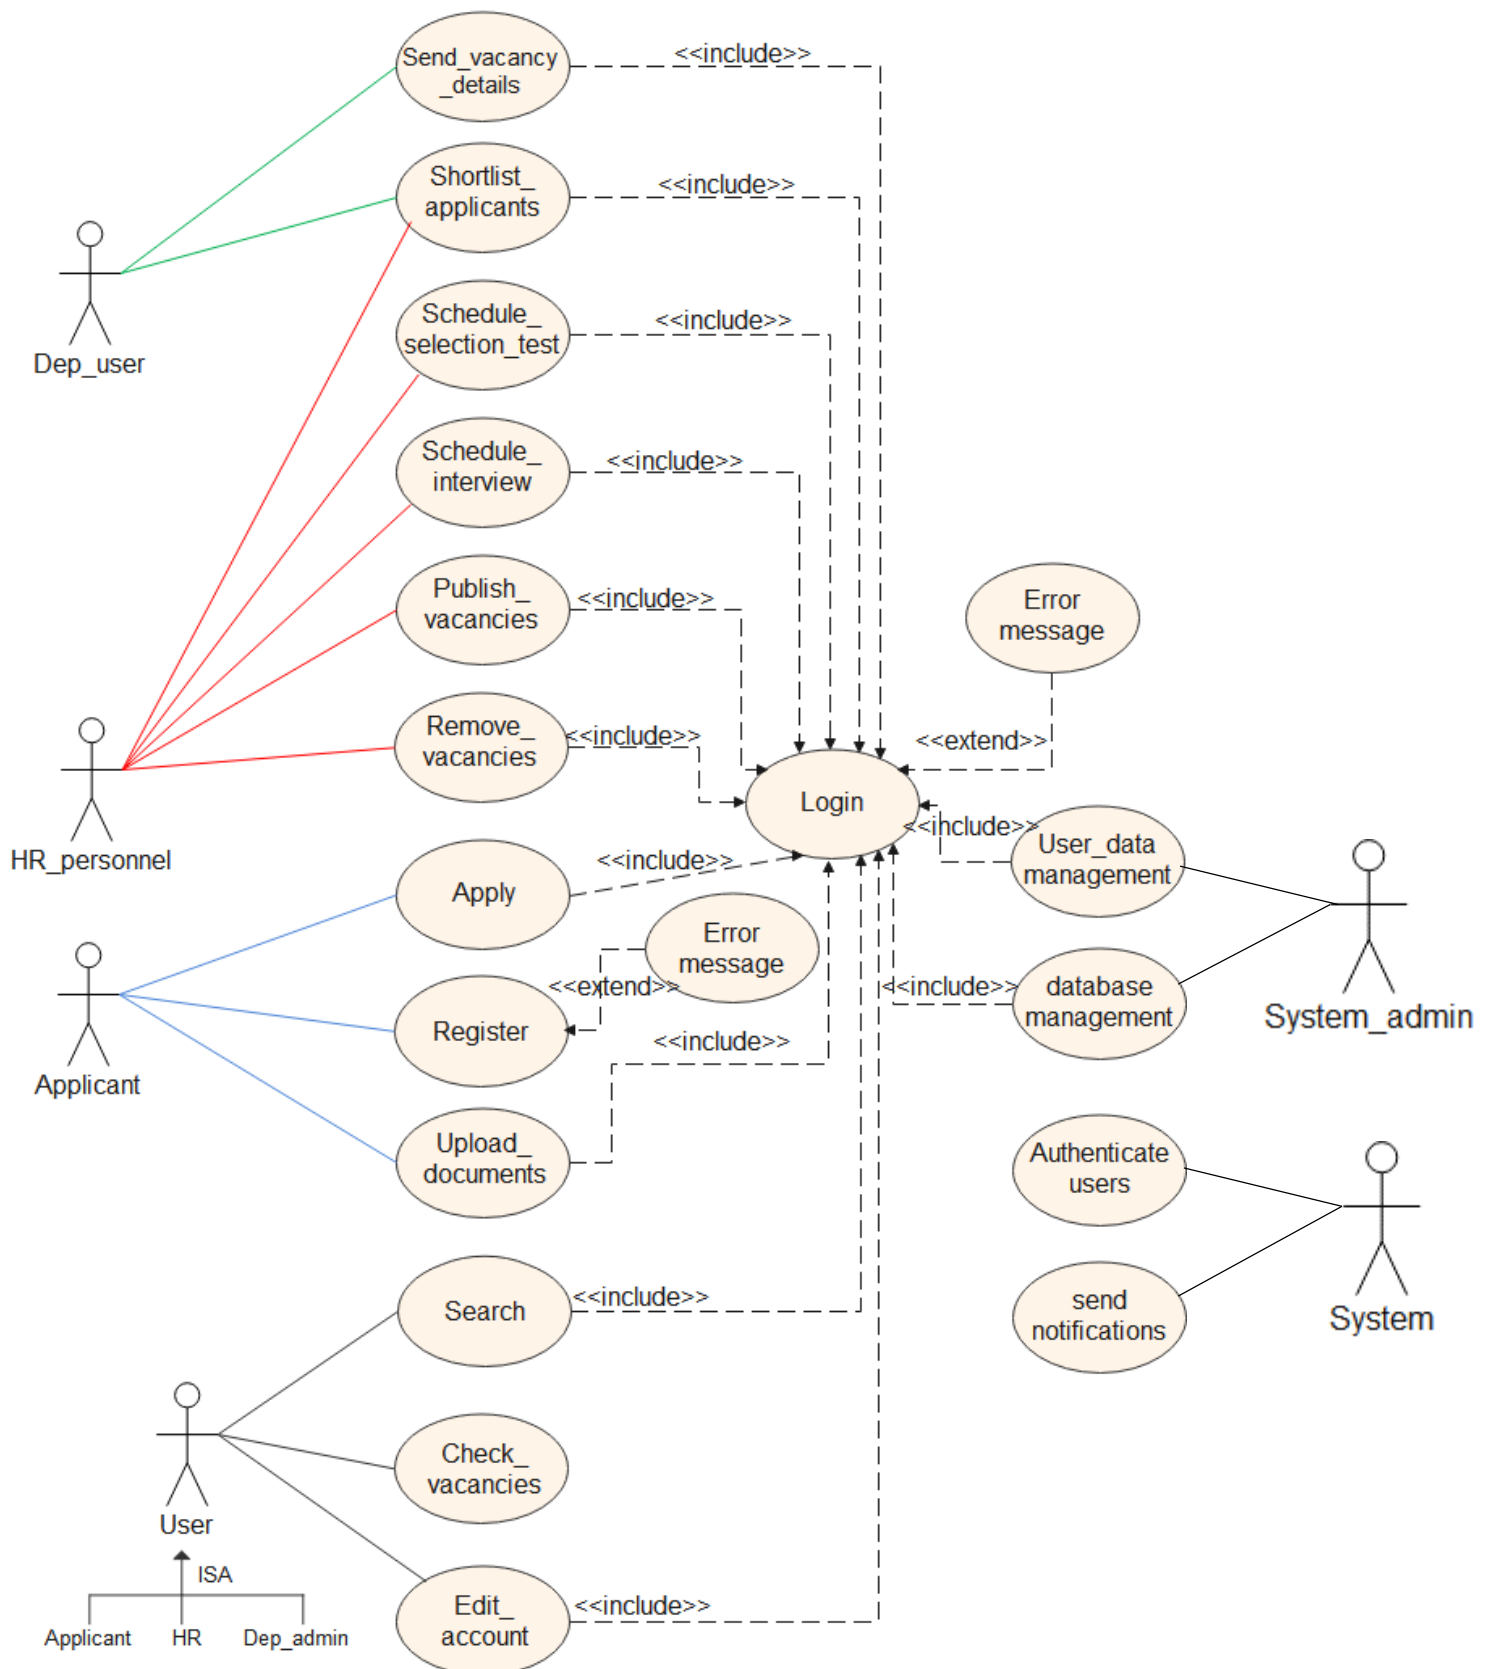 Send_vacancy
_details
<<include>>
Shortlist_
applicants
<<include>>
Dep_user
Schedule_
selection_test
<<include>>
Schedule_
interview
<<include>>
Publish_
vacancies
<<include>>
Error
message
<<extend>>
Remove_
vacancies
<<include>>
HR_personnel
Login
<<include>>
User_data
management
Apply
<<include>>
Error
message
<<extend>>
Register
<<include>>
database
management
System_admin
Applicant
<<include>>
Upload_
documents
Authenticate
users
send
notifications
System
Search
<<include>>
Check_
vacancies
User
ISA
Applicant
HR
Dep_admin
Edit_
account
<<include>>